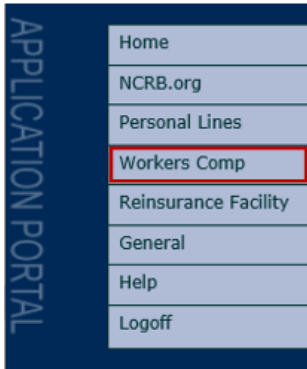 APPLICATION PORTAL
Home
NCRB.org
Personal Lines
Workers Comp
Reinsurance Facility
General
Help
Logoff